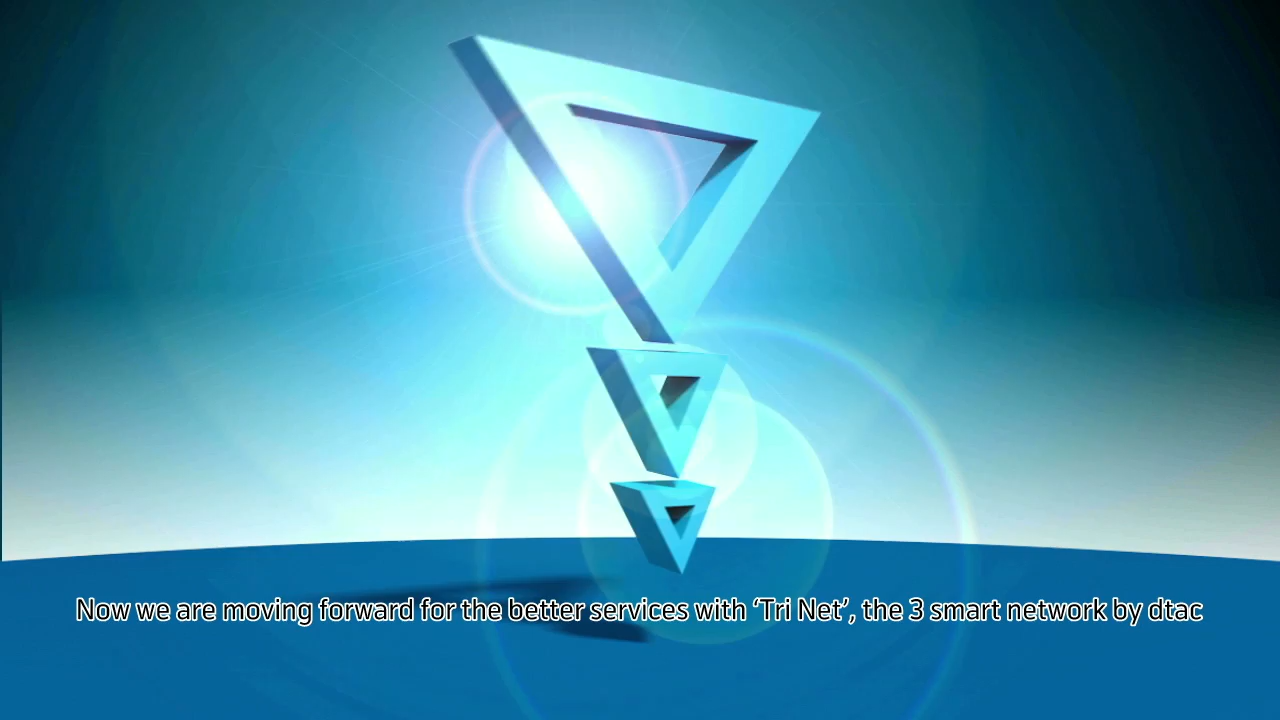 Now we are moving forward for the better services with ‘Tri Net’, the 3 smart network by dtac